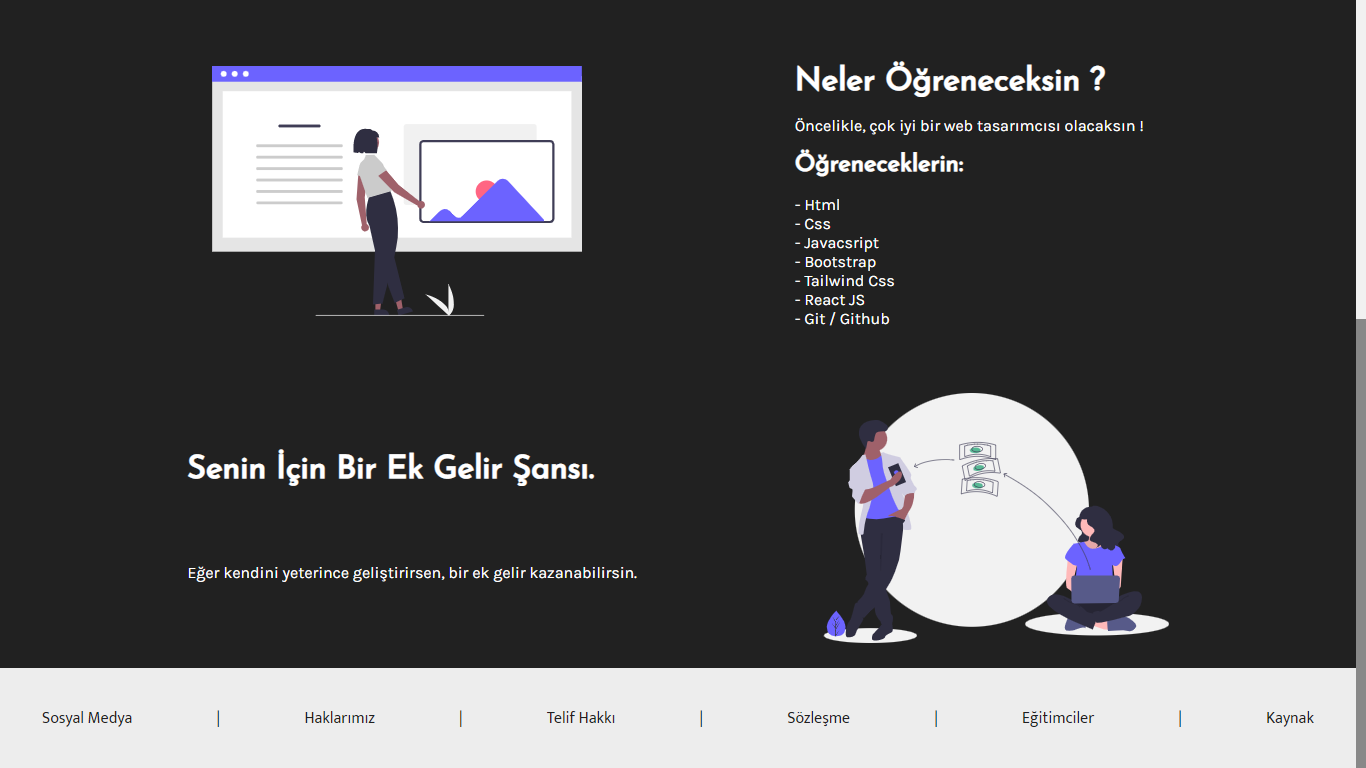 Neler Öğreneceksin ?
Öncelikle, çok iyi bir web tasarımcısı olacaksın !
Öğreneceklerin:
- Html
- Css
- Javacsript
- Bootstrap
- Tailwind Css
- React JS
- Git / Github
Senin İçin Bir Ek Gelir Şansı.
Eğer kendini yeterince geliştirirsen, bir ek gelir kazanabilirsin.
Sosyal Medya | Haklarımız | Telif Hakkı | Sözleşme | Eğitimciler | Kaynak